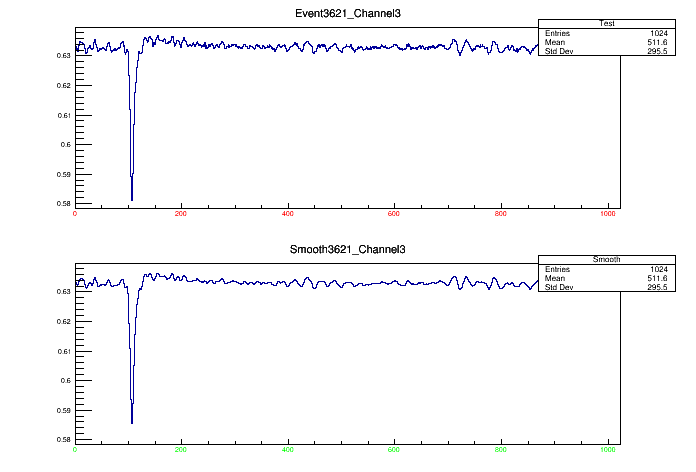 Event3621_Channel3
Test
Entries 1024
Mean 511.6
Std Dev 295.5
0.63
0.62
0.61
0.6
0.59
0.58
0 200 400 600 800 1000
Smooth3621_Channel3
Smooth
Entries 1024
Mean 511.6
Std Dev 295.5
0.63
0.62
0.61
0.6
0.59
0.58
0 200 400 600 800 1000